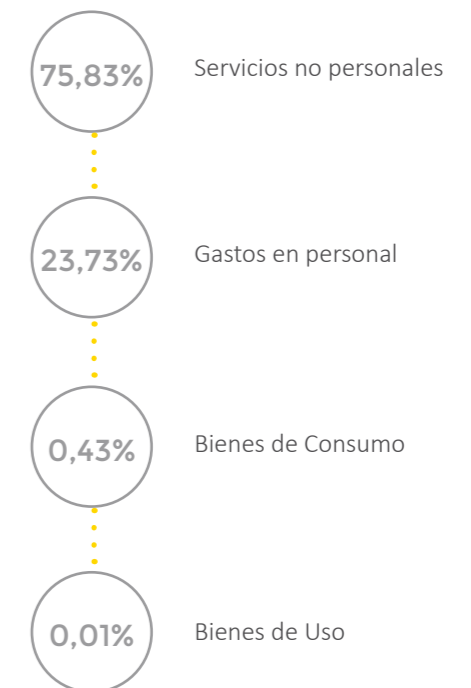 75,83% Servicios no personales
23,73% Gastos en personal
0,43% Bienes de Consumo
0,01% Bienes de Uso